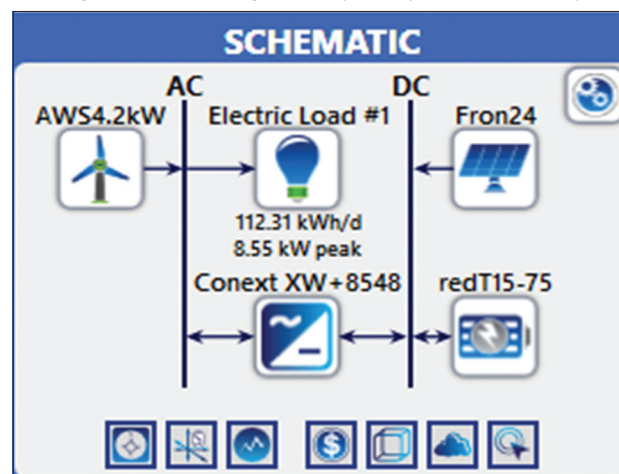 SCHEMATIC
AC
DC
AWS4.2kW
Electric Load #1
Fron24
112.31 kWh/d
8.55 kW peak
Conext XW+8548
redT15-75